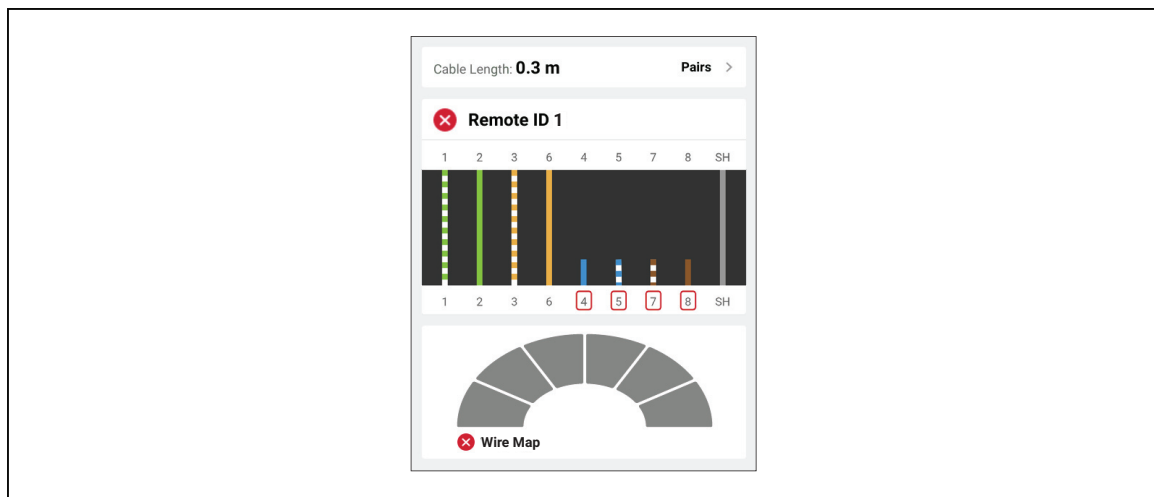 Cable Length: 0.3 m Pairs >
Remote ID 1
1 2 3 6 4 5 7 8 SH
1 2 3 6 4 5 7 8 SH
Wire Map